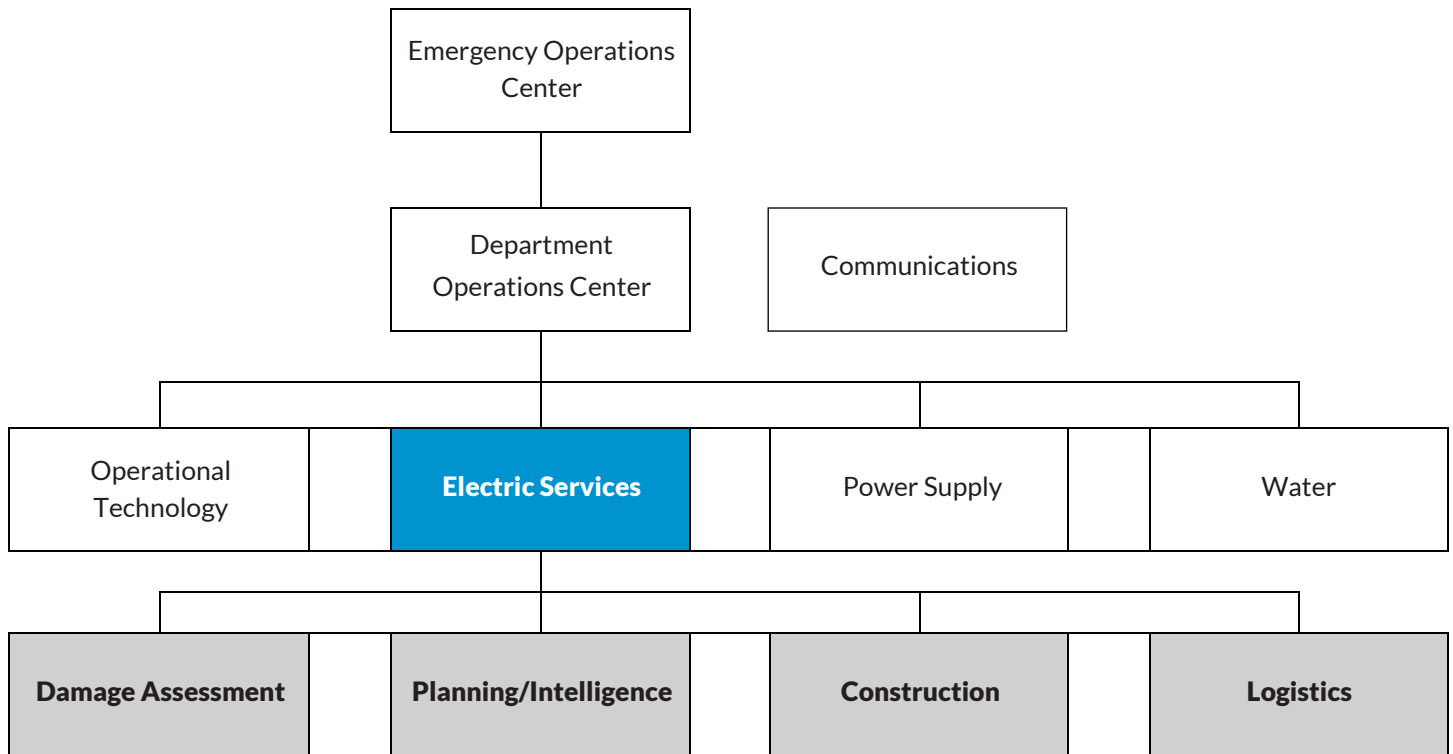 Emergency Operations
Center
Department
Operations Center
Communications
Operational
Technology
Electric Services
Power Supply
Water
Damage Assessment
Planning/Intelligence
Construction
Logistics